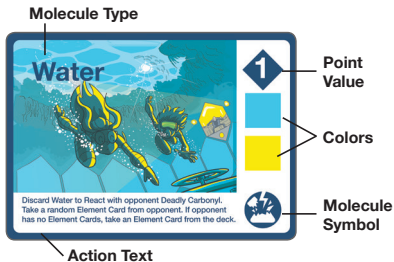 Molecule Type
Water
1
Point
Value
Colors
Discard Water to React with opponent Deadly Carbonyl.
Take a random Element Card from opponent. If opponent
has no Element Cards, take an Element Card from the deck.
Molecule
Symbol
Action Text